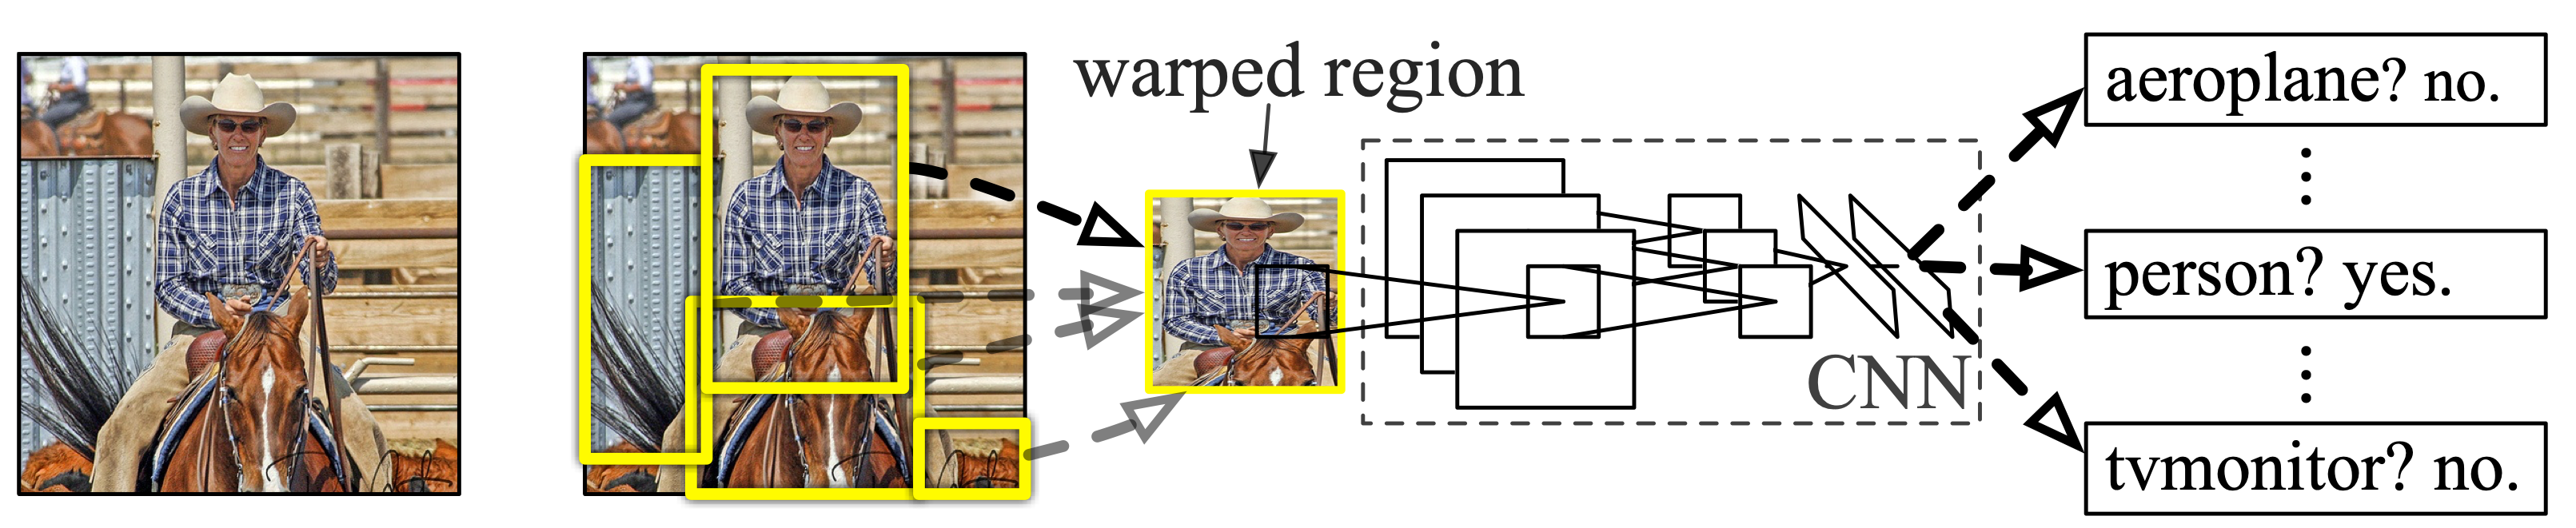 warped region
aeroplane? no.
person? yes.
CNN
tvmonitor? no.